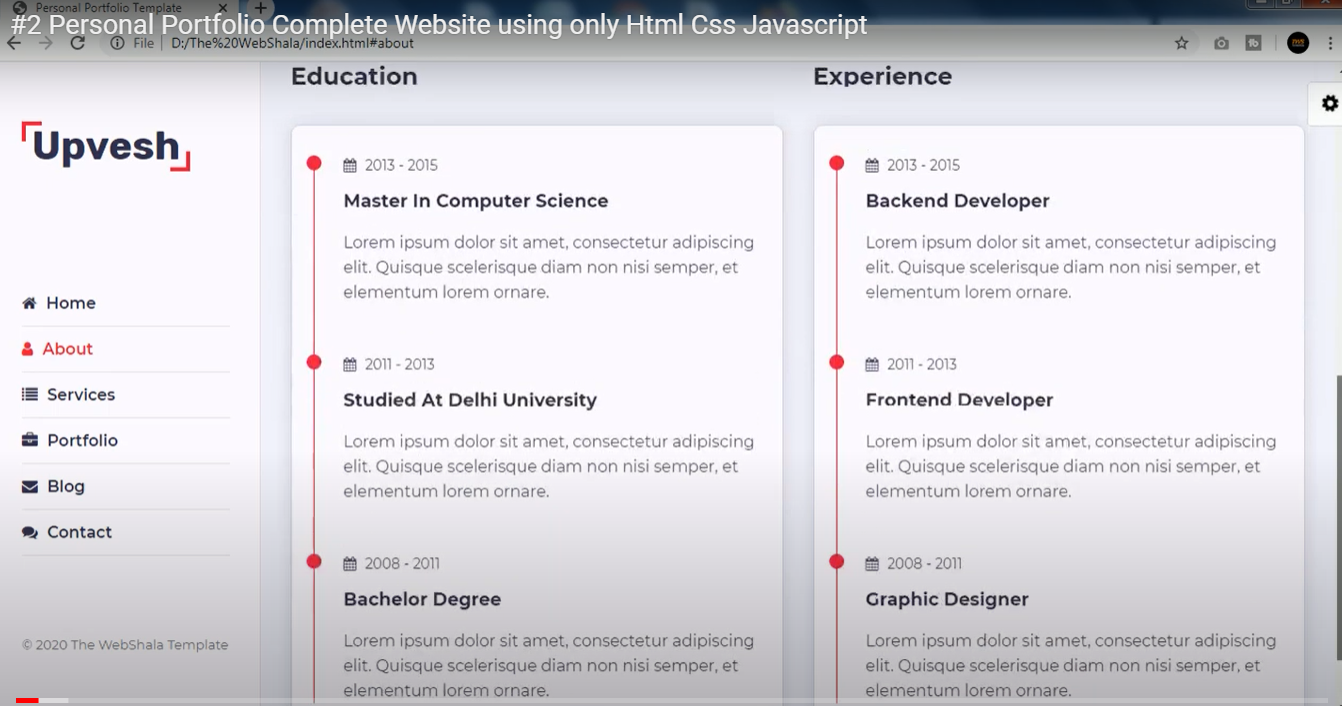 Personal Portfolio Template
#2 Personal Portfolio Complete Website using only Html Css Javascript
File D:/The%20WebShala/index.html#about
Upvesh
Home
About
Services
Portfolio
Blog
Contact
© 2020 The WebShala Template
Education
2013 - 2015
Master In Computer Science
Lorem ipsum dolor sit amet, consectetur adipiscing
elit. Quisque scelerisque diam non nisi semper, et
elementum lorem ornare.
2011 - 2013
Studied At Delhi University
Lorem ipsum dolor sit amet, consectetur adipiscing
elit. Quisque scelerisque diam non nisi semper, et
elementum lorem ornare.
2008 - 2011
Bachelor Degree
Lorem ipsum dolor sit amet, consectetur adipiscing
elit. Quisque scelerisque diam non nisi semper, et
elementum lorem ornare.
Experience
2013 - 2015
Backend Developer
Lorem ipsum dolor sit amet, consectetur adipiscing
elit. Quisque scelerisque diam non nisi semper, et
elementum lorem ornare.
2011 - 2013
Frontend Developer
Lorem ipsum dolor sit amet, consectetur adipiscing
elit. Quisque scelerisque diam non nisi semper, et
elementum lorem ornare.
2008 - 2011
Graphic Designer
Lorem ipsum dolor sit amet, consectetur adipiscing
elit. Quisque scelerisque diam non nisi semper, et
elementum lorem ornare.